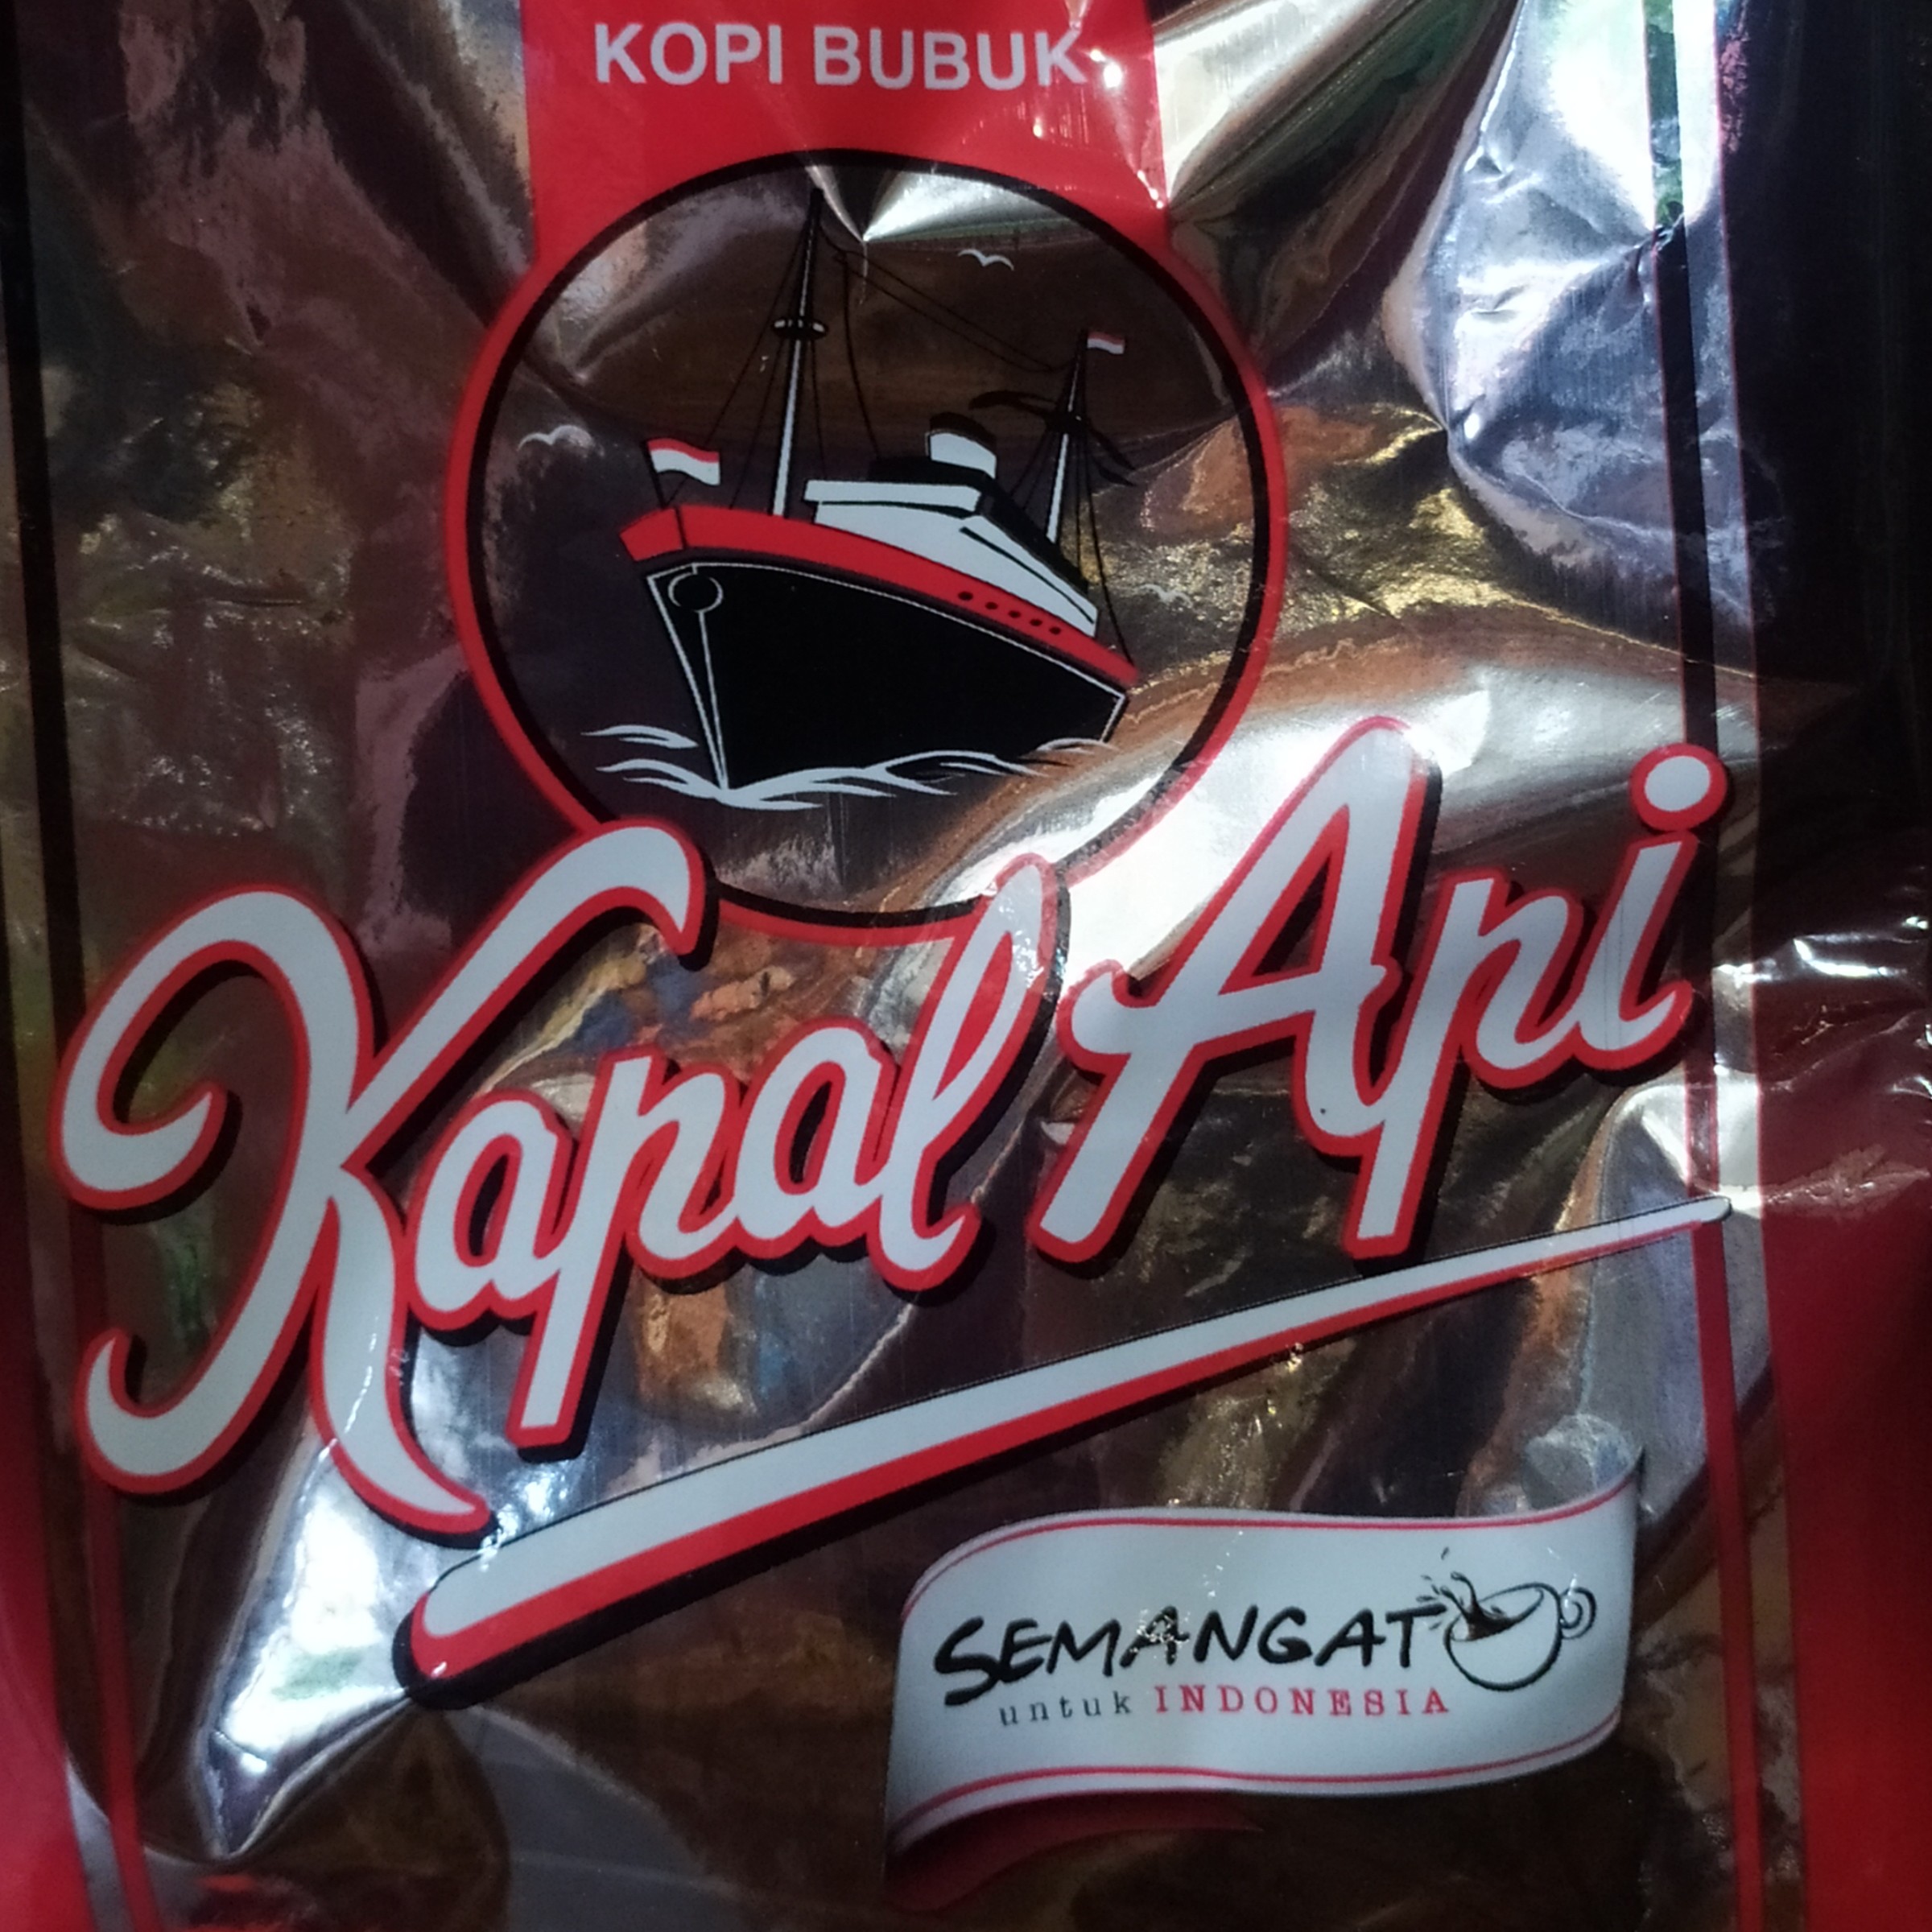 KOPI BUBUK
Kapal Api
SEMANGAT
untuk INDONESIA